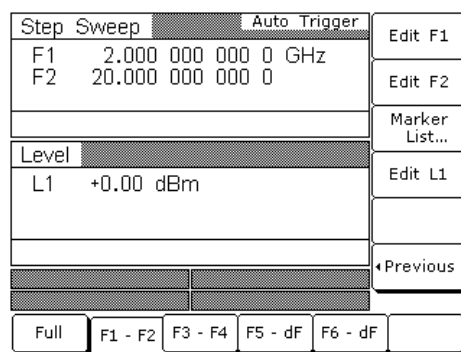 Step Sweep Auto Trigger
F1 2.000 000 000 0 GHz
F2 20.000 000 000 0
Level
L1 +0.00 dBm
Edit F1
Edit F2
Marker
List...
Edit L1
Previous
Full F1 - F2 F3 - F4 F5 - dF F6 - dF